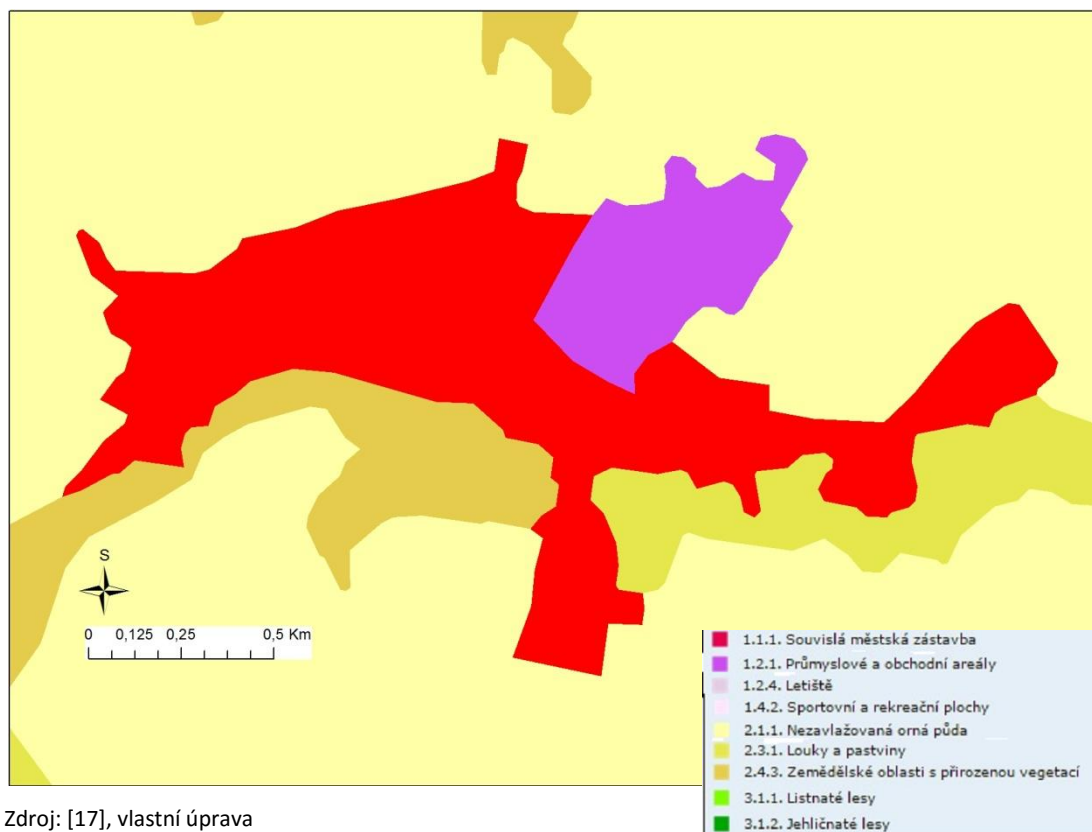 S
0 0,125 0,25 0,5 Km
1.1.1. Souvislá městská zástavba
1.2.1. Průmyslové a obchodní areály
1.2.4. Letiště
1.4.2. Sportovní a rekreační plochy
2.1.1. Nezavlažovaná orná půda
2.3.1. Louky a pastviny
2.4.3. Zemědělské oblasti s přirozenou vegetací
3.1.1. Listnaté lesy
3.1.2. Jehličnaté lesy
Zdroj: [17], vlastní úprava